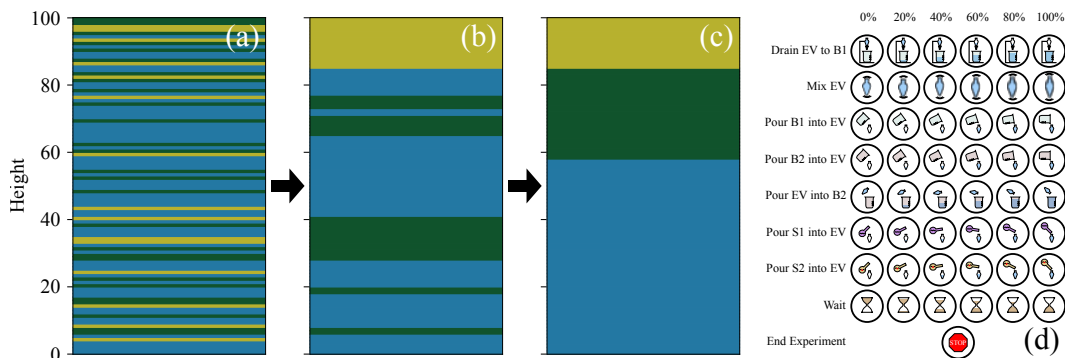 100
80
60
40
20
0
Height
(a)
(b)
(c)
0% 20% 40% 60% 80% 100%
Drain EV to B1
Mix EV
Pour B1 into EV
Pour B2 into EV
Pour EV into B2
Pour S1 into EV
Pour S2 into EV
Wait
End Experiment
STOP
(d)